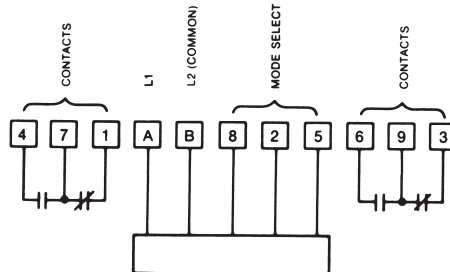 CONTACTS
L1
L2 (COMMON)
MODE SELECT
CONTACTS
4 7 1 A B 8 2 5 6 9 3